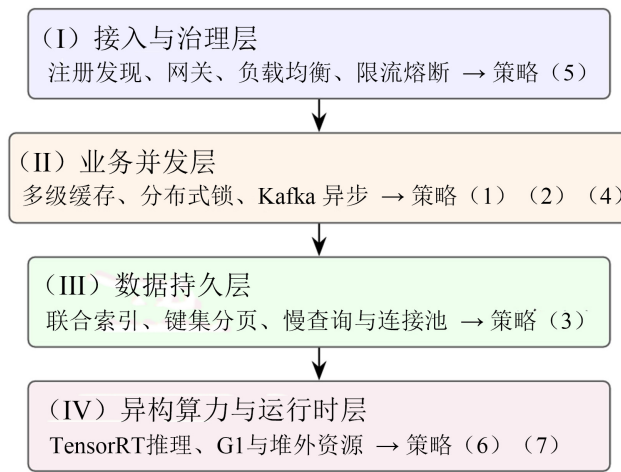 （I）接入与治理层
注册发现、网关、负载均衡、限流熔断 → 策略（5）
（II）业务并发层
多级缓存、分布式锁、Kafka 异步 → 策略（1）（2）（4）
（III）数据持久层
联合索引、键集分页、慢查询与连接池 → 策略（3）
（IV）异构算力与运行时层
TensorRT推理、G1与堆外资源 → 策略（6）（7）